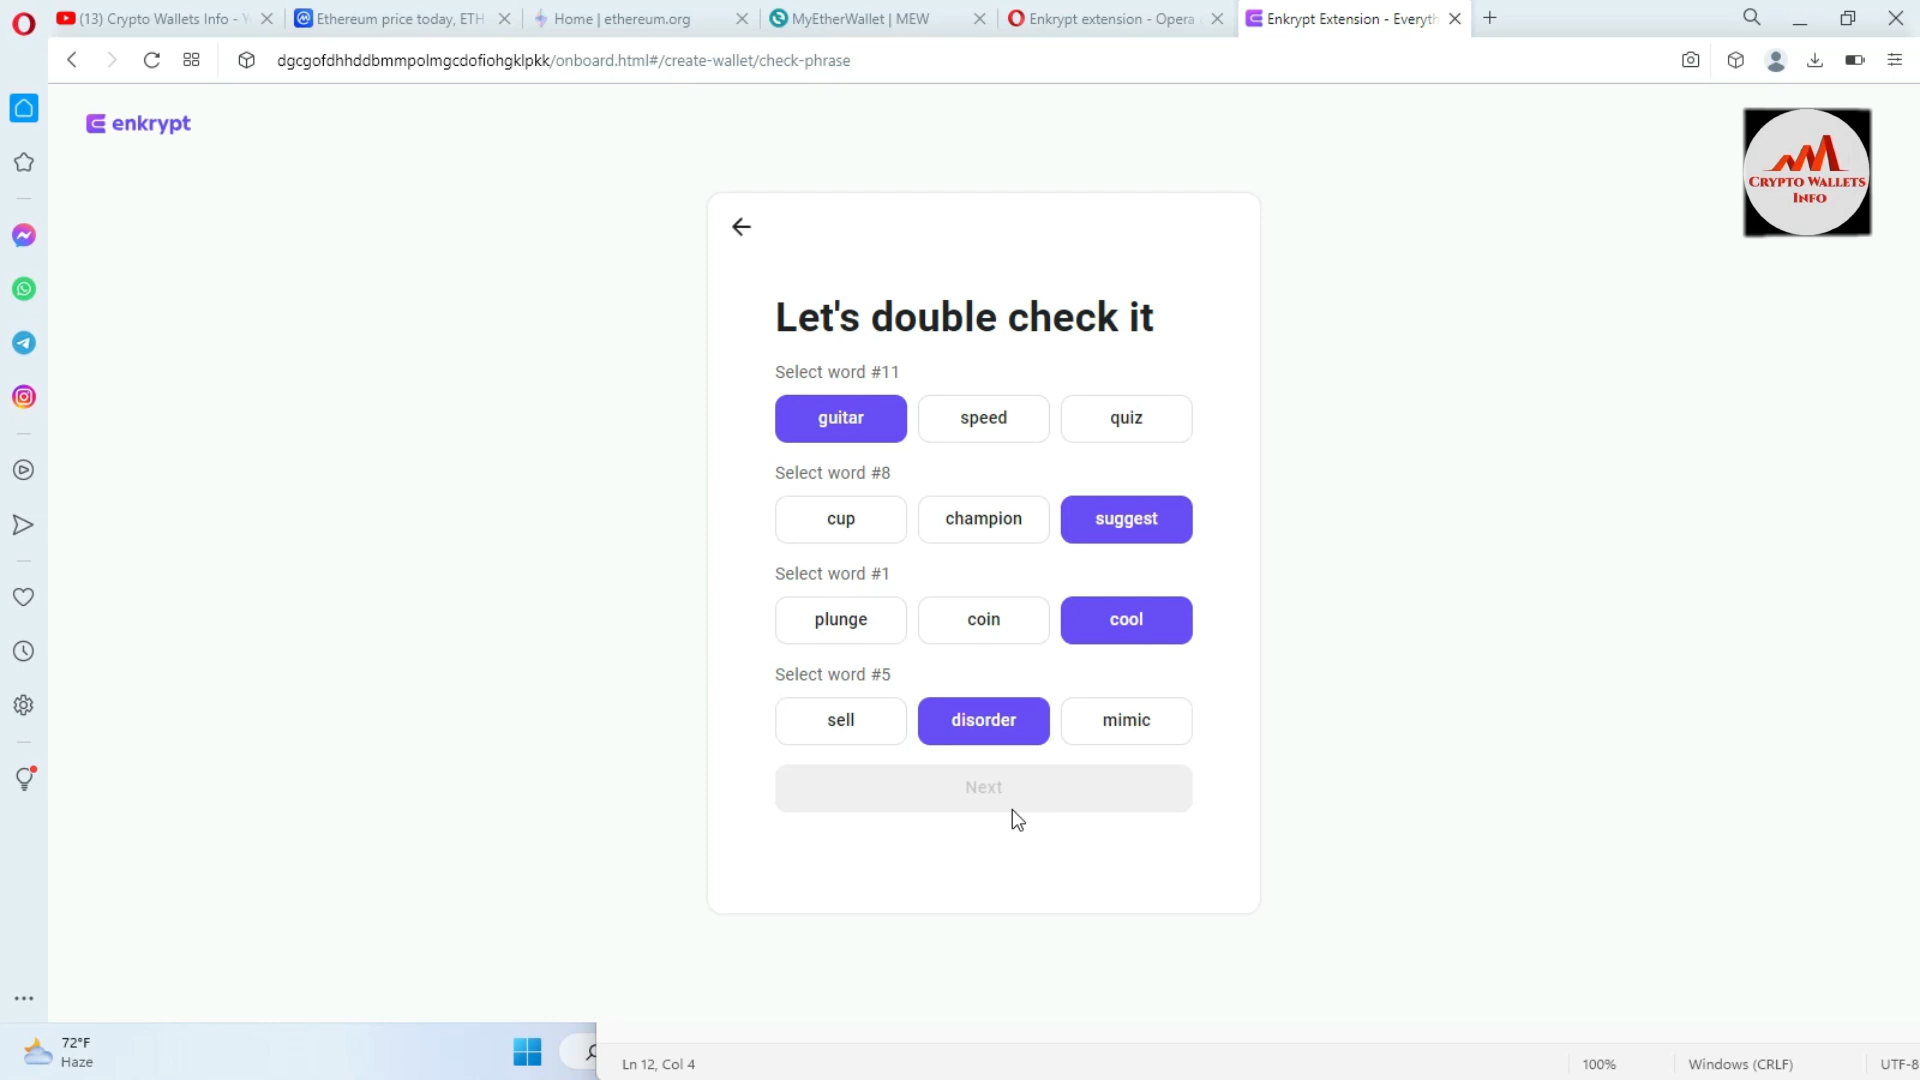 (13) Crypto Wallets Info - Y
Ethereum price today, ETH
Home | ethereum.org
MyEtherWallet | MEW
Enkrypt extension - Opera
Enkrypt Extension - Everyth
dgcgofdhhddbmmpolmgcdofiohgklpkk/onboard.html#/create-wallet/check-phrase
enkrypt
CRYPTO WALLETS
INFO
Let's double check it
Select word #11
guitar speed quiz
Select word #8
cup champion suggest
Select word #1
plunge coin cool
Select word #5
sell disorder mimic
Next
72°F
Haze
Ln 12, Col 4
100%
Windows (CRLF)
UTF-8